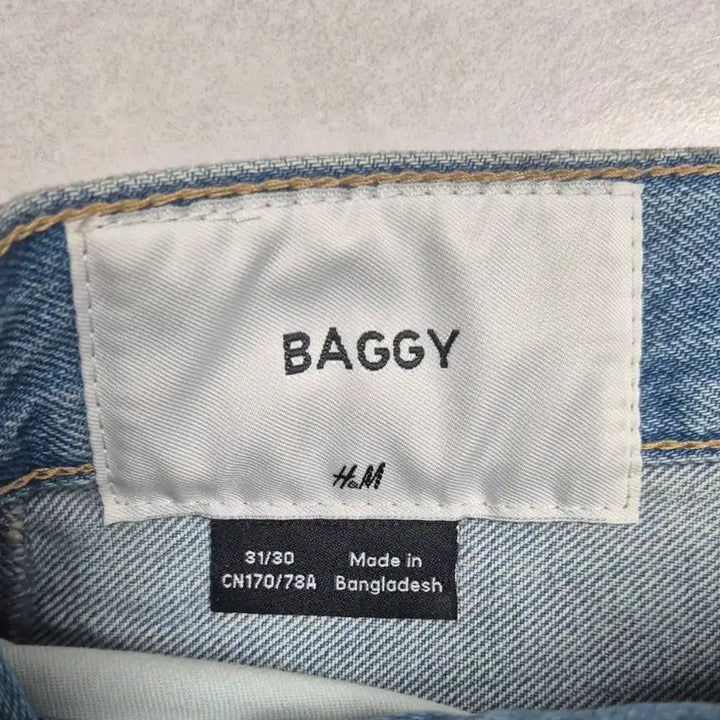 BAGGY
H&M
31/30
CN170/78A
Made in
Bangladesh